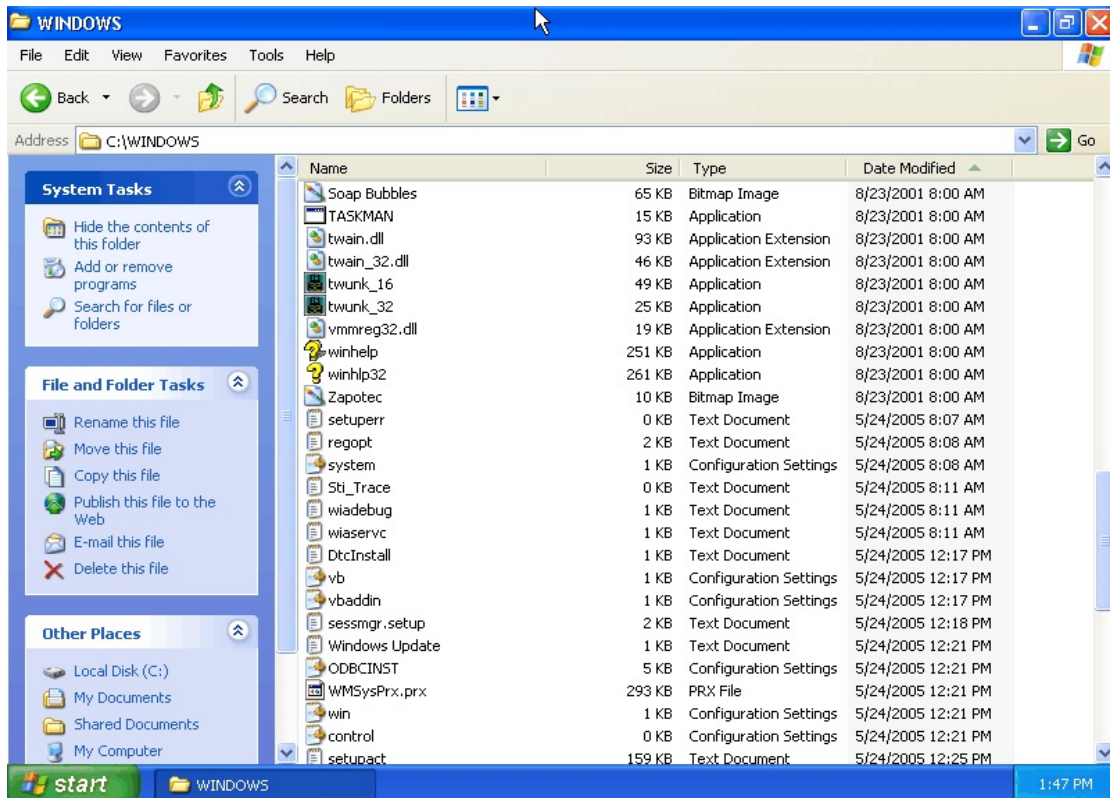 WINDOWS
File Edit View Favorites Tools Help
Back Search Folders
Address C:\WINDOWS Go
System Tasks
Hide the contents of
this folder
Add or remove
programs
Search for files or
folders
File and Folder Tasks
Rename this file
Move this file
Copy this file
Publish this file to the
Web
E-mail this file
Delete this file
Other Places
Local Disk (C:)
My Documents
Shared Documents
My Computer
Name Size Type Date Modified
Soap Bubbles 65 KB Bitmap Image 8/23/2001 8:00 AM
TASKMAN 15 KB Application 8/23/2001 8:00 AM
twain.dll 93 KB Application Extension 8/23/2001 8:00 AM
twain_32.dll 46 KB Application Extension 8/23/2001 8:00 AM
twunk_16 49 KB Application 8/23/2001 8:00 AM
twunk_32 25 KB Application 8/23/2001 8:00 AM
vmmreg32.dll 19 KB Application Extension 8/23/2001 8:00 AM
winhelp 251 KB Application 8/23/2001 8:00 AM
winhlp32 261 KB Application 8/23/2001 8:00 AM
Zapotec 10 KB Bitmap Image 8/23/2001 8:00 AM
setuperr 0 KB Text Document 5/24/2005 8:07 AM
regopt 2 KB Text Document 5/24/2005 8:08 AM
system 1 KB Configuration Settings 5/24/2005 8:08 AM
Sti_Trace 0 KB Text Document 5/24/2005 8:11 AM
wiadebug 1 KB Text Document 5/24/2005 8:11 AM
wiaservc 1 KB Text Document 5/24/2005 8:11 AM
DtcInstall 1 KB Text Document 5/24/2005 12:17 PM
vb 1 KB Configuration Settings 5/24/2005 12:17 PM
vbaddin 1 KB Configuration Settings 5/24/2005 12:17 PM
sessmgr.setup 2 KB Text Document 5/24/2005 12:18 PM
Windows Update 1 KB Text Document 5/24/2005 12:21 PM
ODBCINST 5 KB Configuration Settings 5/24/2005 12:21 PM
WMSysPrx.prx 293 KB PRX File 5/24/2005 12:21 PM
win 1 KB Configuration Settings 5/24/2005 12:21 PM
control 0 KB Configuration Settings 5/24/2005 12:21 PM
setupact 159 KB Text Document 5/24/2005 12:25 PM
start WINDOWS 1:47 PM